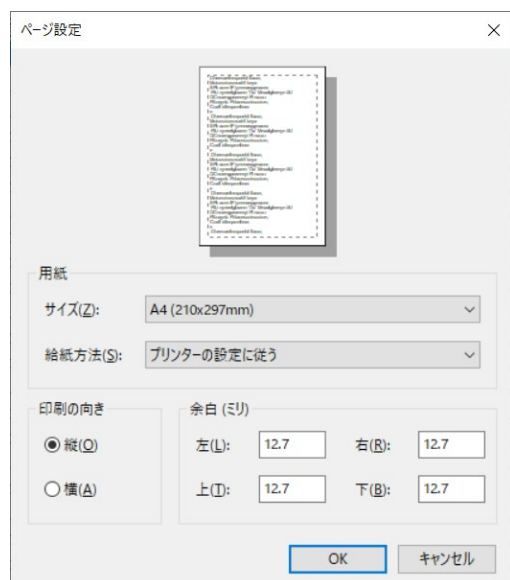 ページ設定
用紙
サイズ(Z): A4 (210x297mm)
給紙方法(S): プリンターの設定に従う
印刷の向き
縦(O)
横(A)
余白 (ミリ)
左(L): 12.7 右(R): 12.7
上(T): 12.7 下(B): 12.7
OK キャンセル